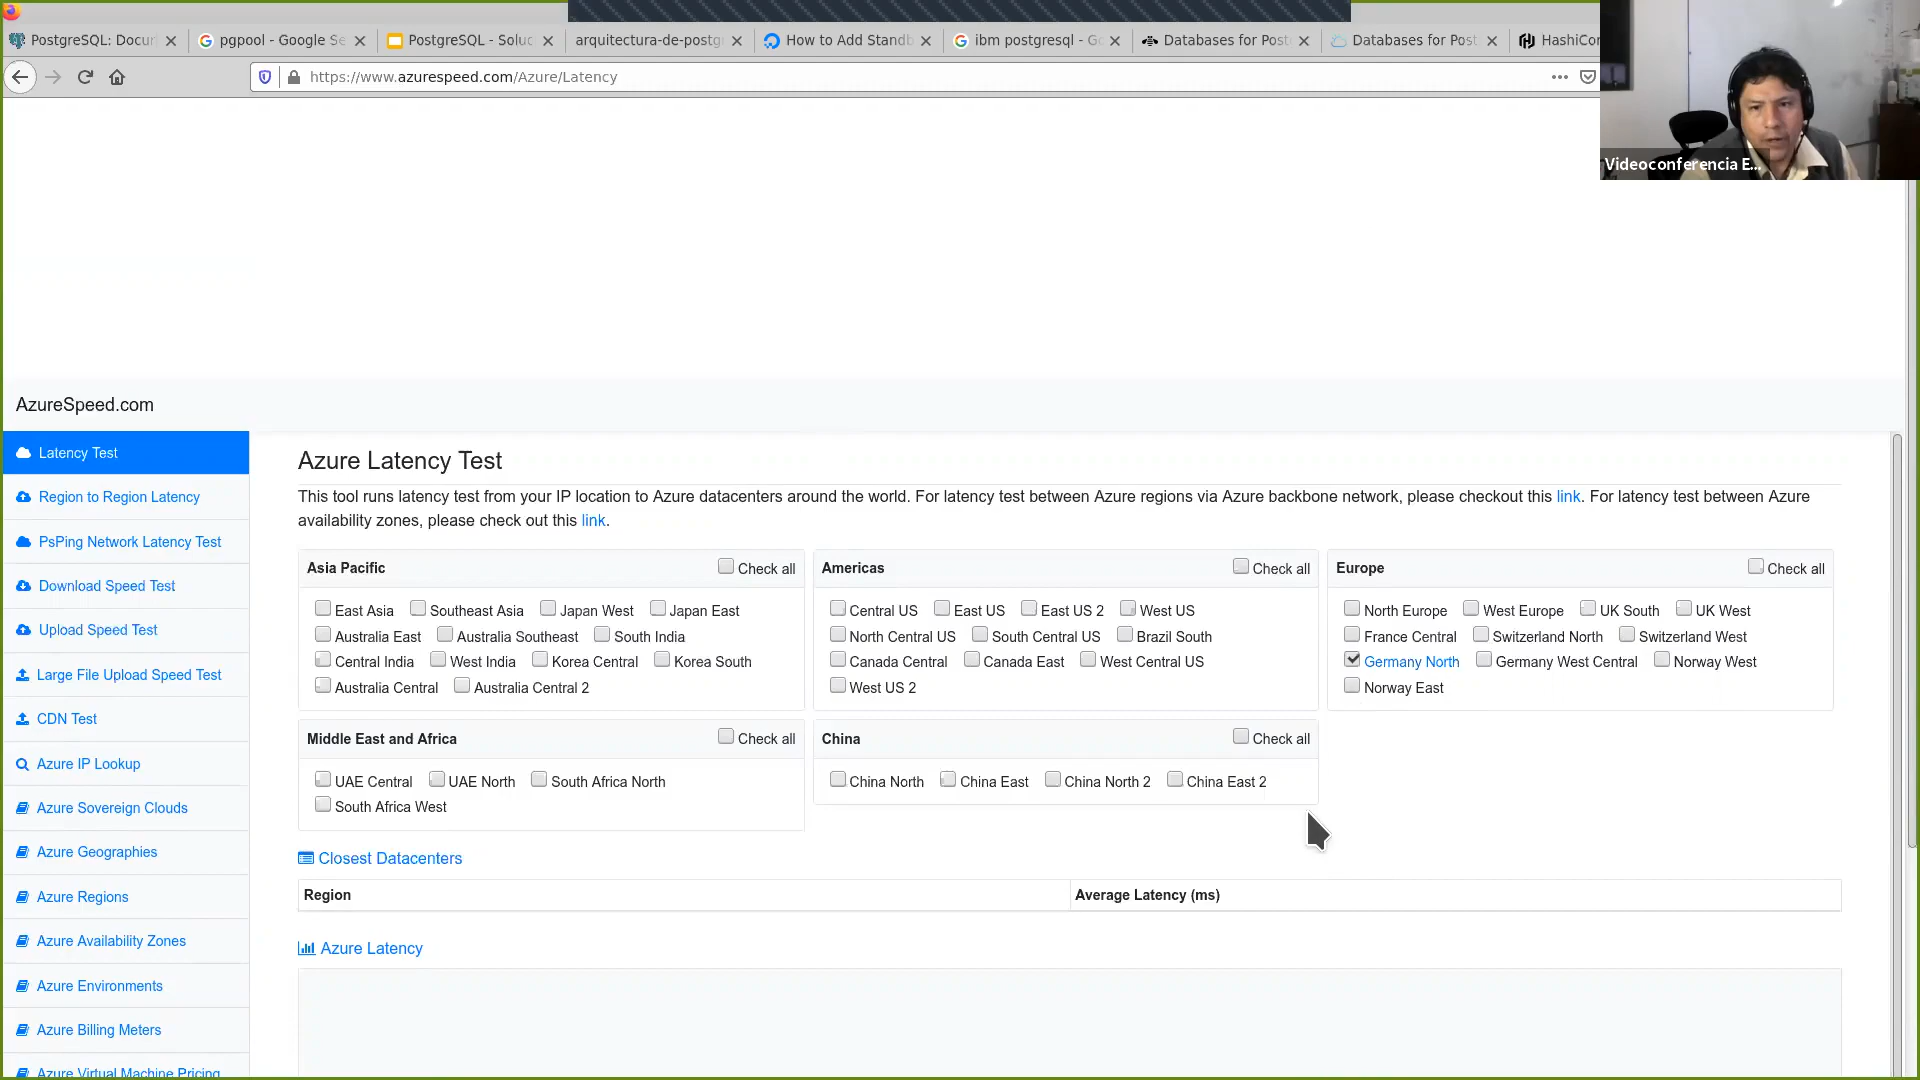 PostgreSQL: Docur
pgpool - Google Se
PostgreSQL - Soluc
arquitectura-de-postg
How to Add Standb
ibm postgresql - Go
Databases for Post
Databases for Post
HashiCor
https://www.azurespeed.com/Azure/Latency
Videoconferencia E...
AzureSpeed.com
Latency Test
Region to Region Latency
PsPing Network Latency Test
Download Speed Test
Upload Speed Test
Large File Upload Speed Test
CDN Test
Azure IP Lookup
Azure Sovereign Clouds
Azure Geographies
Azure Regions
Azure Availability Zones
Azure Environments
Azure Billing Meters
Azure Virtual Machine Pricing
Azure Latency Test
This tool runs latency test from your IP location to Azure datacenters around the world. For latency test between Azure regions via Azure backbone network, please checkout this link. For latency test between Azure
availability zones, please check out this link.
Asia Pacific Check all
East Asia Southeast Asia Japan West Japan East
Australia East Australia Southeast South India
Central India West India Korea Central Korea South
Australia Central Australia Central 2
Americas Check all
Central US East US East US 2 West US
North Central US South Central US Brazil South
Canada Central Canada East West Central US
West US 2
Europe Check all
North Europe West Europe UK South UK West
France Central Switzerland North Switzerland West
Germany North Germany West Central Norway West
Norway East
Middle East and Africa Check all
UAE Central UAE North South Africa North
South Africa West
China Check all
China North China East China North 2 China East 2
Closest Datacenters
Region Average Latency (ms)
Azure Latency